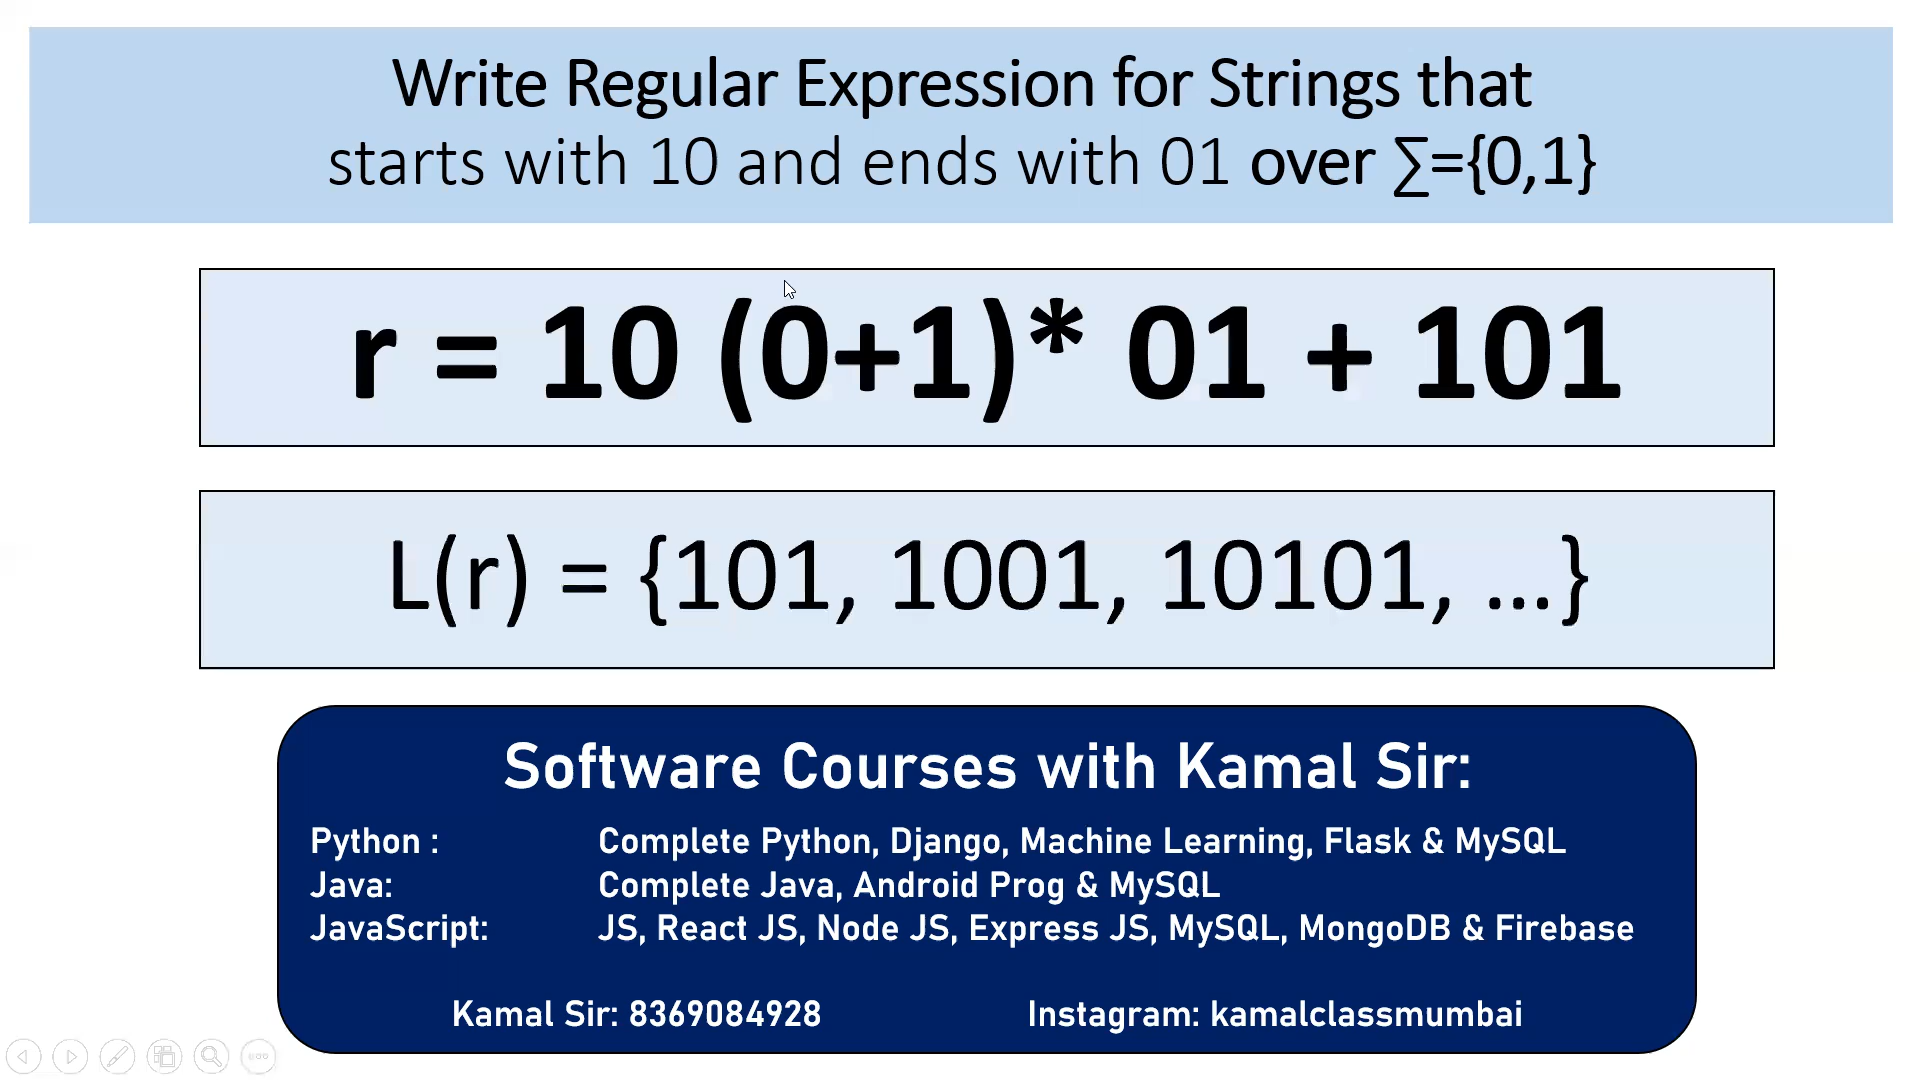 Write Regular Expression for Strings that
starts with 10 and ends with 01 over ∑={0,1}
r = 10 (0+1)* 01 + 101
L(r) = {101, 1001, 10101, ...}
Software Courses with Kamal Sir:
Python : Complete Python, Django, Machine Learning, Flask & MySQL
Java: Complete Java, Android Prog & MySQL
JavaScript: JS, React JS, Node JS, Express JS, MySQL, MongoDB & Firebase
Kamal Sir: 8369084928 Instagram: kamalclassmumbai